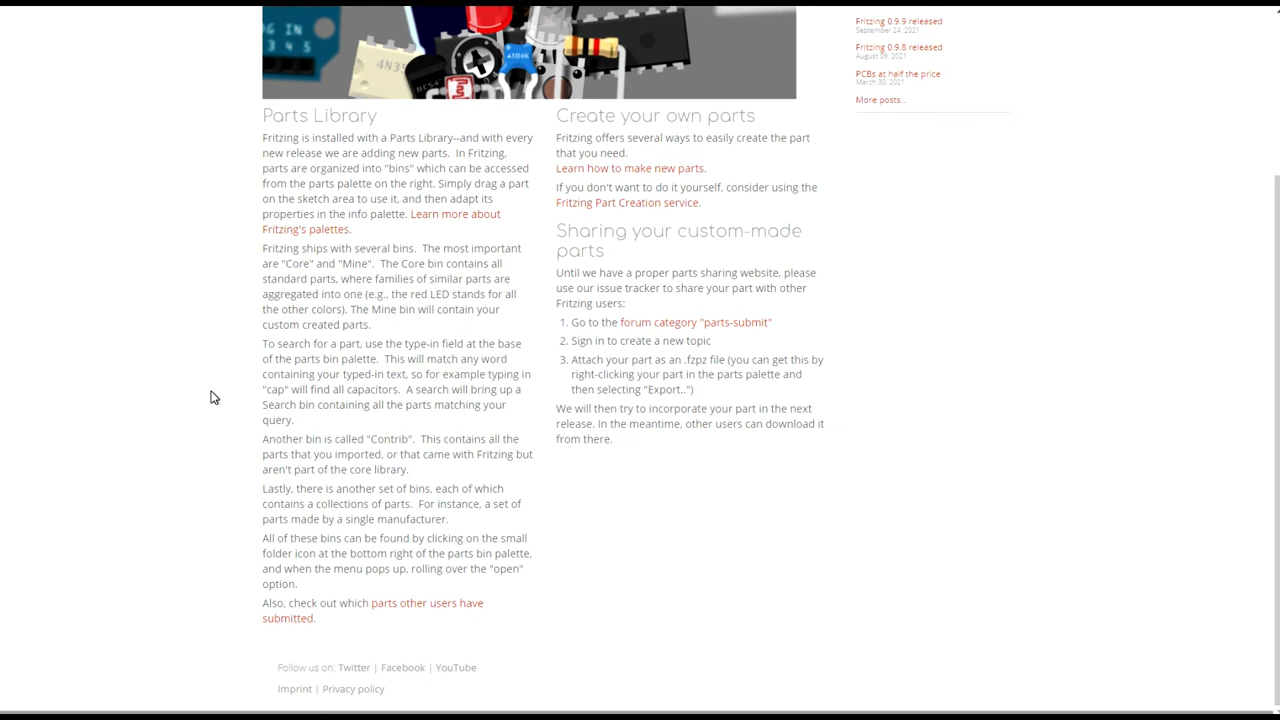 4N35
A104K
Parts Library
Fritzing is installed with a Parts Library--and with every
new release we are adding new parts.  In Fritzing,
parts are organized into "bins" which can be accessed
from the parts palette on the right. Simply drag a part
on the sketch area to use it, and then adapt its
properties in the info palette. Learn more about
Fritzing's palettes.
Fritzing ships with several bins.  The most important
are "Core" and "Mine".  The Core bin contains all
standard parts, where families of similar parts are
aggregated into one (e.g., the red LED stands for all
the other colors). The Mine bin will contain your
custom created parts.
To search for a part, use the type-in field at the base
of the parts bin palette.  This will match any word
containing your typed-in text, so for example typing in
"cap" will find all capacitors.  A search will bring up a
Search bin containing all the parts matching your
query.
Another bin is called "Contrib".  This contains all the
parts that you imported, or that came with Fritzing but
aren't part of the core library.
Lastly, there is another set of bins, each of which
contains a collections of parts.  For instance, a set of
parts made by a single manufacturer.
All of these bins can be found by clicking on the small
folder icon at the bottom right of the parts bin palette,
and when the menu pops up, rolling over the "open"
option.
Also, check out which parts other users have
submitted.
Create your own parts
Fritzing offers several ways to easily create the part
that you need.
Learn how to make new parts.
If you don't want to do it yourself, consider using the
Fritzing Part Creation service.
Sharing your custom-made
parts
Until we have a proper parts sharing website, please
use our issue tracker to share your part with other
Fritzing users:
1. Go to the forum category "parts-submit"
2. Sign in to create a new topic
3. Attach your part as an .fzpz file (you can get this by
right-clicking your part in the parts palette and
then selecting "Export..")
We will then try to incorporate your part in the next
release. In the meantime, other users can download it
from there.
Fritzing 0.9.9 released
September 24, 2021
Fritzing 0.9.8 released
August 09, 2021
PCBs at half the price
March 30, 2021
More posts...
Follow us on: Twitter | Facebook | YouTube
Imprint | Privacy policy